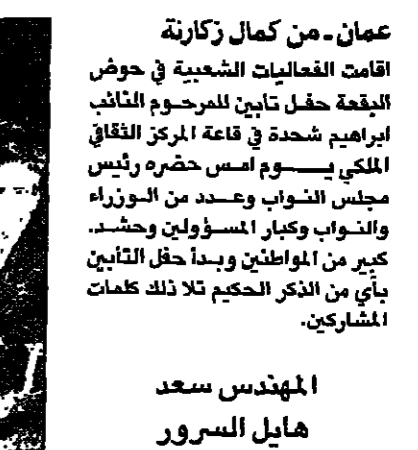 عمان - من كمال زكارنة
اقامت الفعاليات الشعبية في حوض
البقعة حفل تأبين للمرحوم النائب
ابراهيم شحدة في قاعة المركز الثقافي
الملكي يوم امس حضره رئيس
مجلس النواب وعدد من الوزراء
والنواب وكبار المسؤولين وحشد.
كبير من المواطنين وبدأ حفل التأبين
بأي من الذكر الحكيم تلا ذلك كلمات
المشاركين.
المهندس سعد
هايل السرور